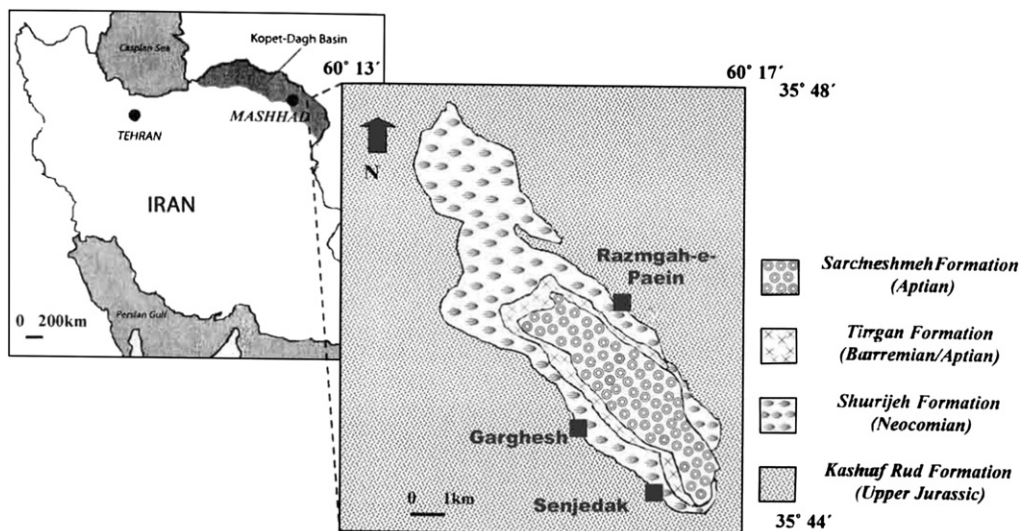 Caspian Sea
Kopet-Dagh Basin
MASHHAD
TEHRAN
IRAN
Persian Gulf
0 200km
60° 13´
60° 17´
35° 48´
N
Razmgah-e-
Paein
Garghesh
Senjedak
0 1km
35° 44´
Sarcheshmeh Formation
(Aptian)
Tirrgan Formation
(Barremian/Aptian)
Shurijeh Formation
(Neocomian)
Kashaf Rud Formation
(Upper Jurassic)